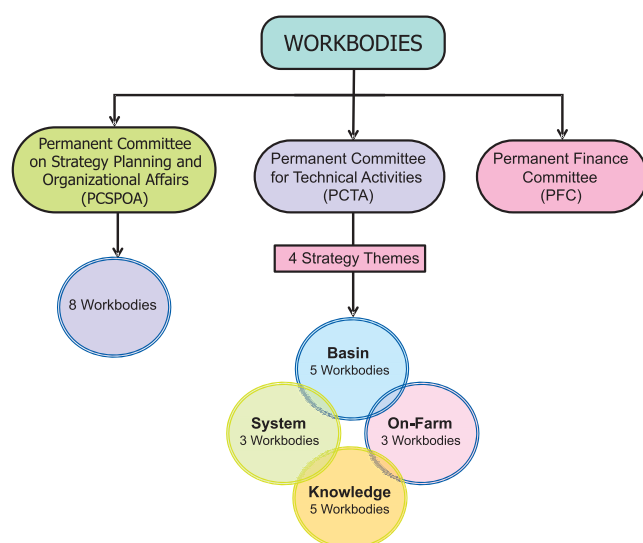 WORKBODIES
Permanent Committee
on Strategy Planning and
Organizational Affairs
(PCSPOA)
Permanent Committee
for Technical Activities
(PCTA)
Permanent Finance
Committee
(PFC)
4 Strategy Themes
8 Workbodies
Basin
5 Workbodies
System
3 Workbodies
On-Farm
3 Workbodies
Knowledge
5 Workbodies